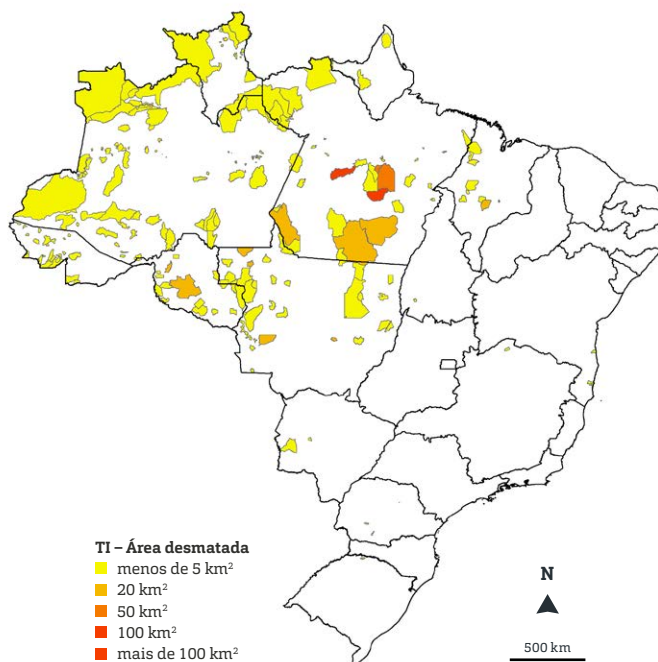 TI – Área desmatada
menos de 5 km²
20 km²
50 km²
100 km²
mais de 100 km²
N
500 km